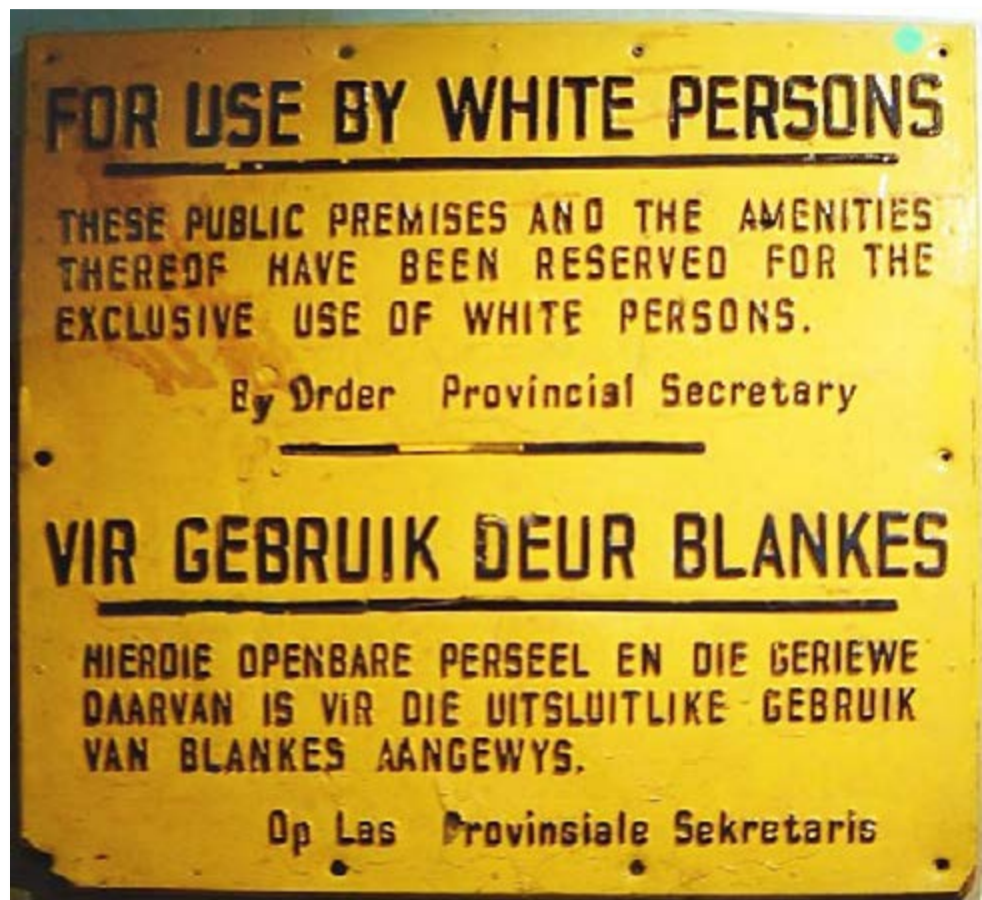 FOR USE BY WHITE PERSONS
THESE PUBLIC PREMISES AND THE AMENITIES
THEREOF HAVE BEEN RESERVED FOR THE
EXCLUSIVE USE OF WHITE PERSONS.
By Order Provincial Secretary
VIR GEBRUIK DEUR BLANKES
HIERDIE OPENBARE PERSEEL EN DIE GERIEWE
DAARVAN IS VIR DIE UITSLUITLIKE GEBRUIK
VAN BLANKES AANGEWYS.
Op Las Provinsiale Sekretaris